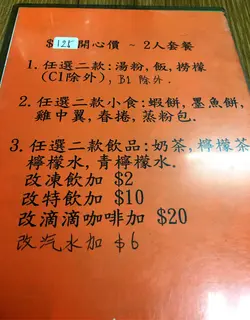 $125 開心價 ~ 2人套餐
1. 任選二款:湯粉,飯,撈檬
(C1除外), B1 除外.
2. 任選二款小食:蝦餅,墨魚餅,
雞中翼,春捲,蒸粉包.
3. 任選二款飲品:奶茶,檸檬茶
檸檬水,青檸檬水.
改凍飲加 $2
改特飲加 $10
改滴滴咖啡加 $20
改汽水加 $6